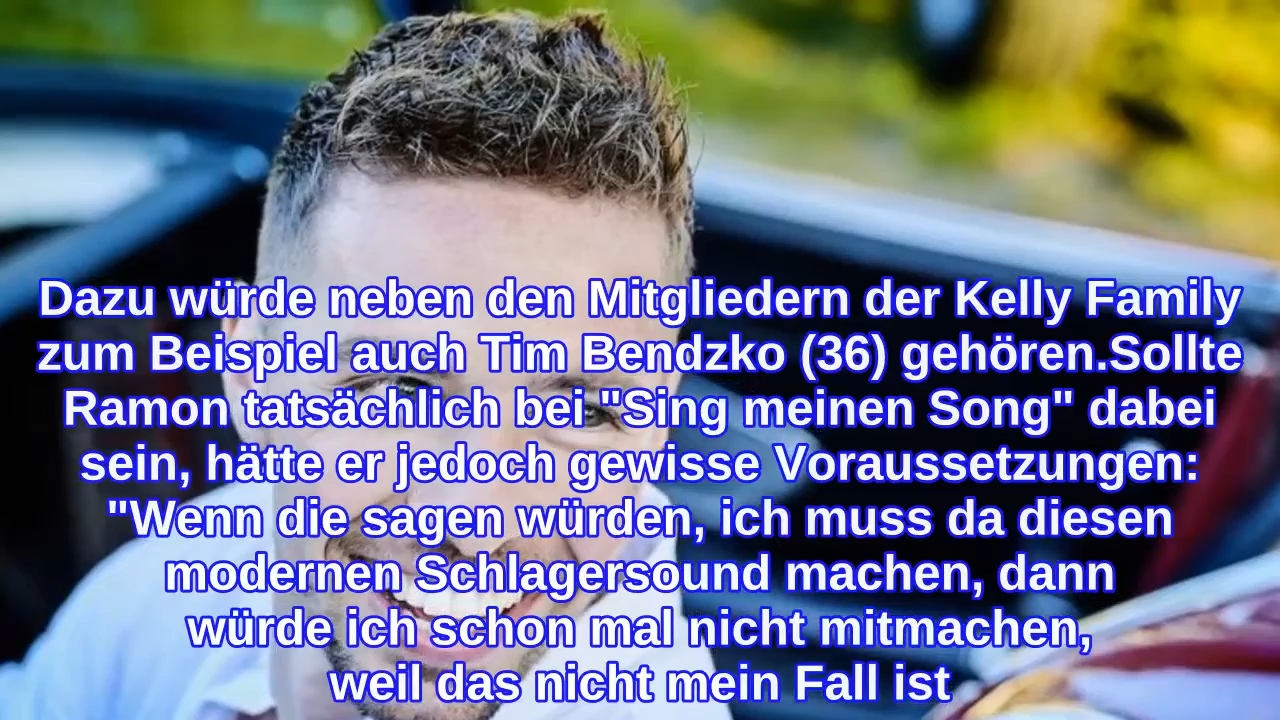 Dazu würde neben den Mitgliedern der Kelly Family
zum Beispiel auch Tim Bendzko (36) gehören.Sollte
Ramon tatsächlich bei "Sing meinen Song" dabei
sein, hätte er jedoch gewisse Voraussetzungen:
"Wenn die sagen würden, ich muss da diesen
modernen Schlagersound machen, dann
würde ich schon mal nicht mitmachen,
weil das nicht mein Fall ist